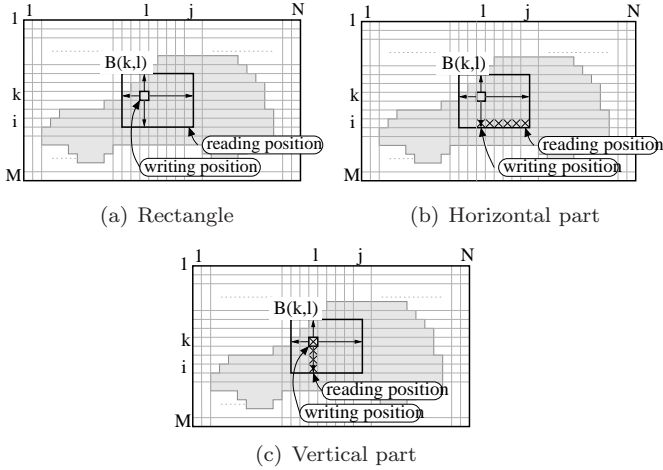 1 l j N
1
B(k,l)
k
i
reading position
writing position
M
(a) Rectangle
1 l j N
1
B(k,l)
k
i
reading position
writing position
M
(b) Horizontal part
1 l j N
1
B(k,l)
k
i
reading position
writing position
M
(c) Vertical part